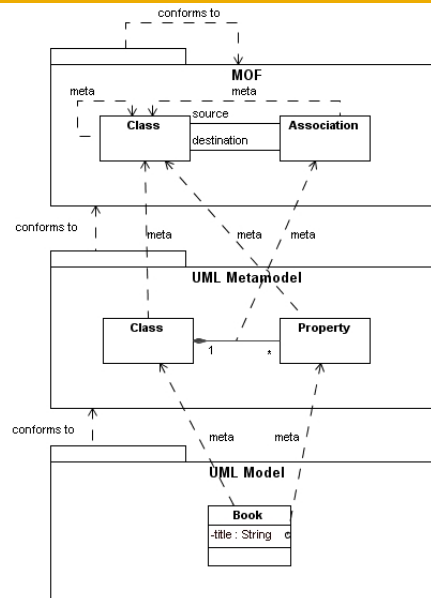 conforms to
MOF
meta
meta
source
Class
Association
destination
conforms to
meta
meta
meta
UML Metamodel
Class
Property
1
*
conforms to
meta
meta
UML Model
Book
-title : String